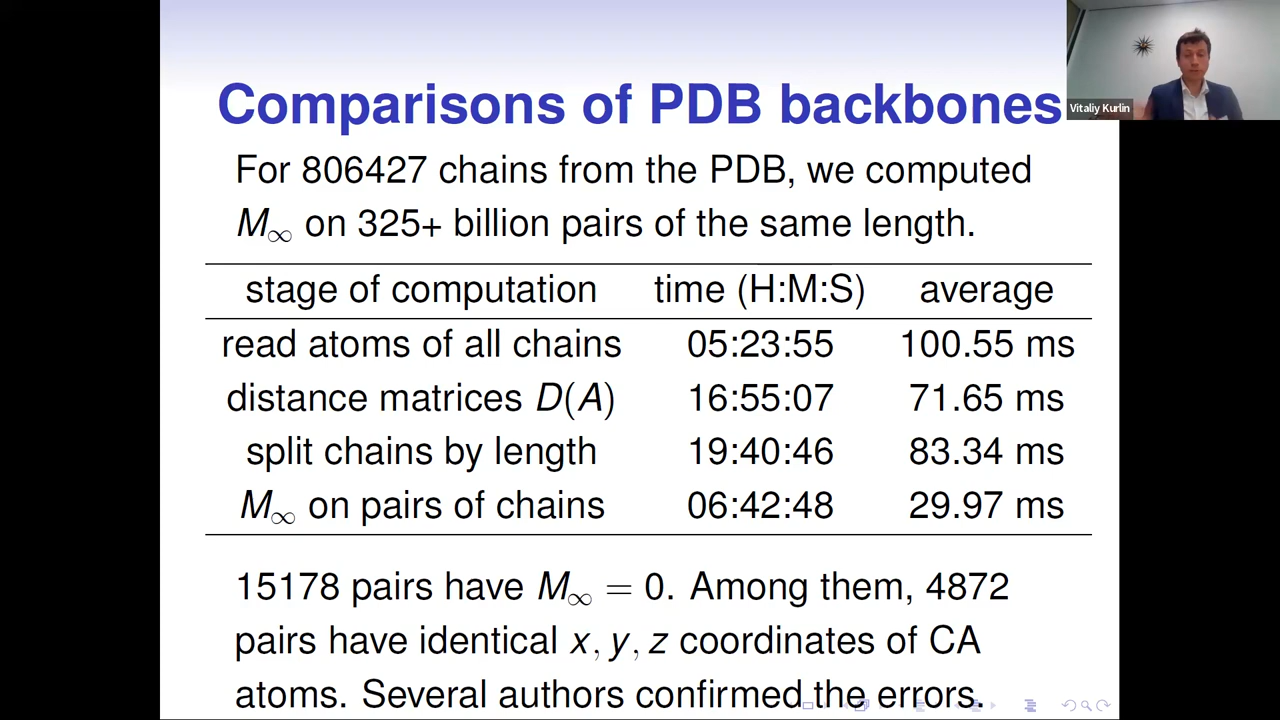 Comparisons of PDB backbones
Vitaliy Kurlin
For 806427 chains from the PDB, we computed
M∞ on 325+ billion pairs of the same length.
stage of computation time (H:M:S) average
read atoms of all chains 05:23:55 100.55 ms
distance matrices D(A) 16:55:07 71.65 ms
split chains by length 19:40:46 83.34 ms
M∞ on pairs of chains 06:42:48 29.97 ms
15178 pairs have M∞ = 0. Among them, 4872
pairs have identical x, y, z coordinates of CA
atoms. Several authors confirmed the errors.